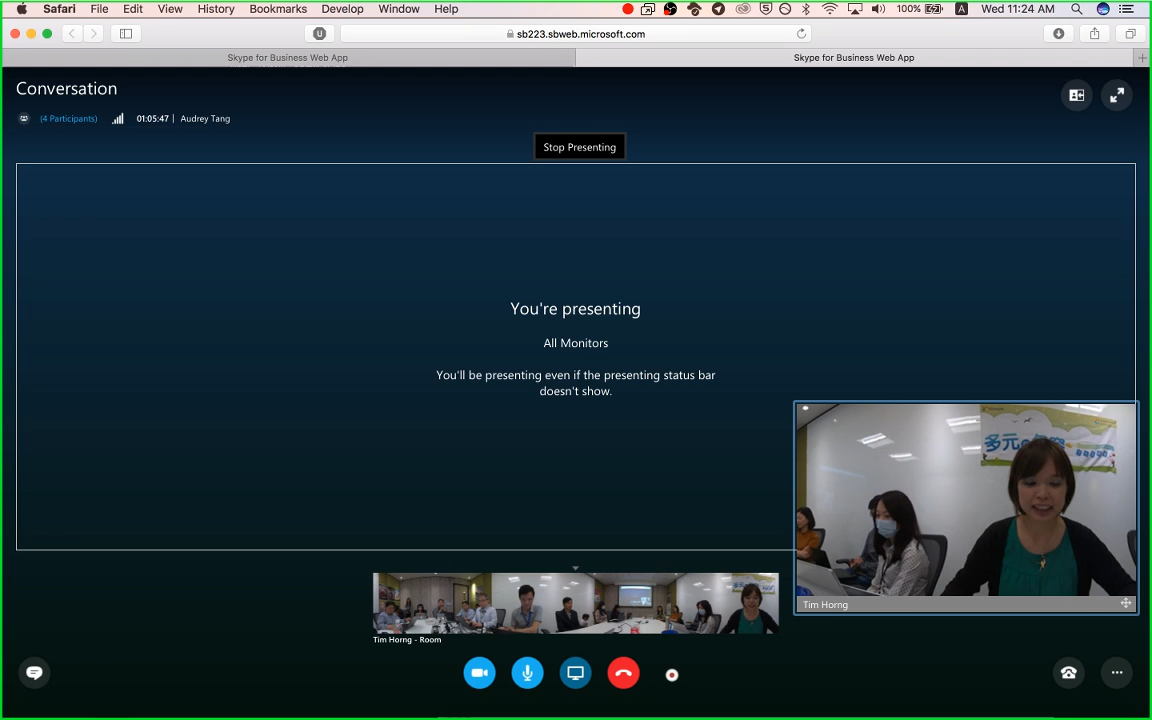 Safari File Edit View History Bookmarks Develop Window Help 100% A Wed 11:24 AM
U sb223.sbweb.microsoft.com
Skype for Business Web App Skype for Business Web App
Conversation
(4 Participants) 01:05:47 | Audrey Tang
Stop Presenting
You're presenting
All Monitors
You'll be presenting even if the presenting status bar
doesn't show.
多元
Tim Horng
Tim Horng - Room